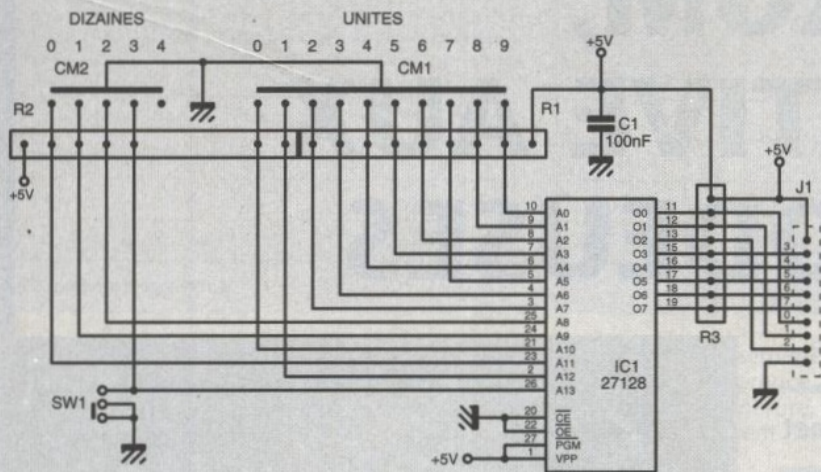 DIZAINES UNITES
0 1 2 3 4 0 1 2 3 4 5 6 7 8 9
CM2 CM1
+5V
R2 R1
C1
100nF
+5V
+5V
J1
10 A0 O0 11
9 A1 O1 12
8 A2 O2 13
7 A3 O3 15 3
6 A4 O4 16 4
5 A5 O5 17 5
4 A6 O6 18 6
3 A7 O7 19 7
25 A8 0
24 A9 1
21 A10 2
23 A11
2 A12
26 A13
R3
IC1
27128
SW1
20 CE
22 OE
27 PGM
+5V 1 VPP